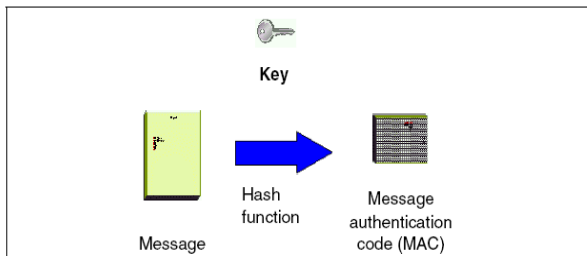 Key
Hash
function
Message
Message
authentication
code (MAC)